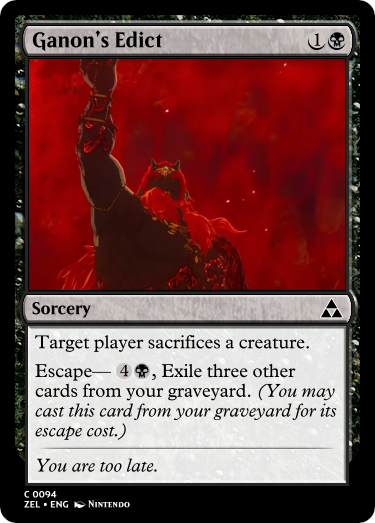 Ganon's Edict 1
Sorcery
Target player sacrifices a creature.
Escape— 4 , Exile three other
cards from your graveyard. (You may
cast this card from your graveyard for its
escape cost.)
You are too late.
C 0094
ZEL • ENG Nintendo